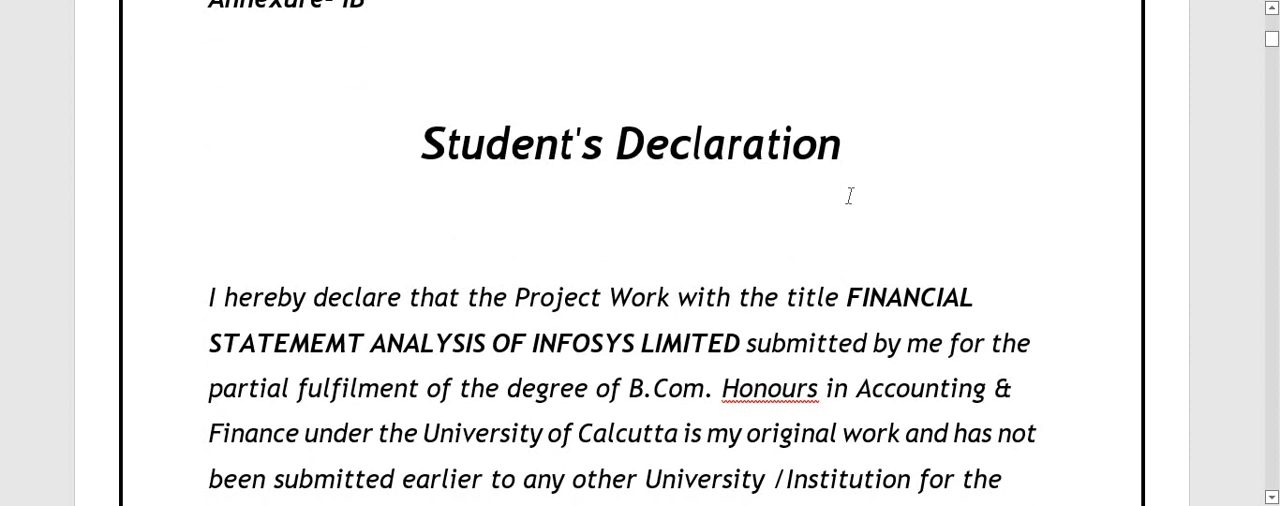 Annexure- IB
Student's Declaration
I hereby declare that the Project Work with the title FINANCIAL
STATEMEMT ANALYSIS OF INFOSYS LIMITED submitted by me for the
partial fulfilment of the degree of B.Com. Honours in Accounting &
Finance under the University of Calcutta is my original work and has not
been submitted earlier to any other University /Institution for the